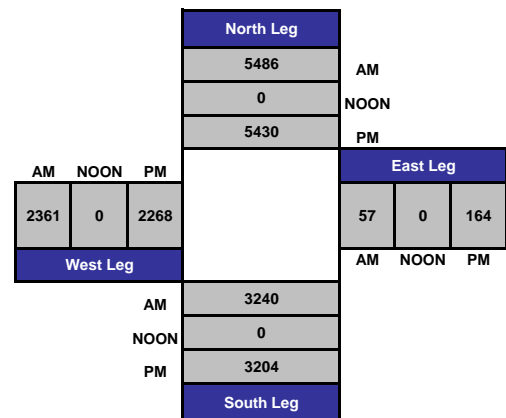 North Leg
5486 AM
0 NOON
5430 PM
AM NOON PM East Leg
2361 0 2268 57 0 164
West Leg AM NOON PM
AM 3240
NOON 0
PM 3204
South Leg